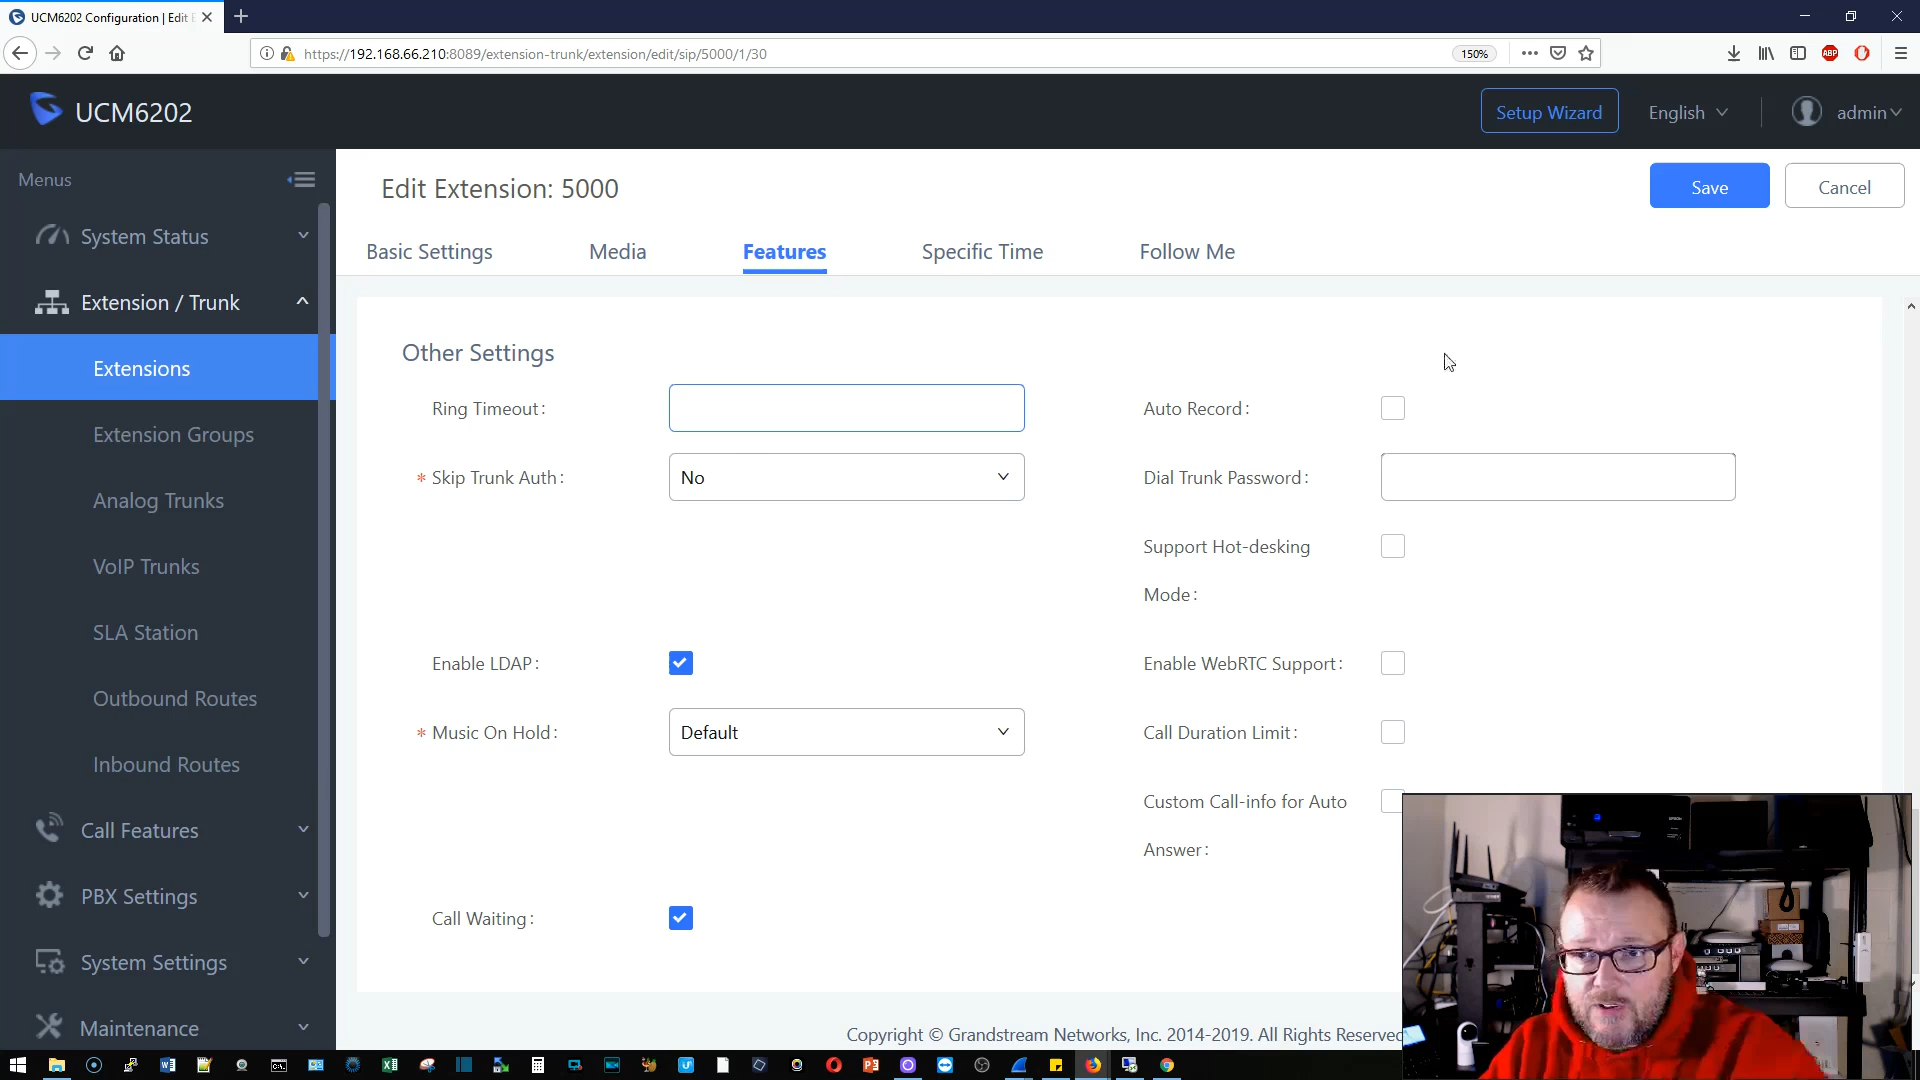 UCM6202 Configuration | Edit E
https://192.168.66.210:8089/extension-trunk/extension/edit/sip/5000/1/30
150%
ABP
UCM6202
Setup Wizard
English
admin
Menus
System Status
Extension / Trunk
Extensions
Extension Groups
Analog Trunks
VoIP Trunks
SLA Station
Outbound Routes
Inbound Routes
Call Features
PBX Settings
System Settings
Maintenance
Edit Extension: 5000
Save
Cancel
Basic Settings
Media
Features
Specific Time
Follow Me
Other Settings
Ring Timeout:
Auto Record:
* Skip Trunk Auth:
No
Dial Trunk Password:
Support Hot-desking
Mode:
Enable LDAP:
Enable WebRTC Support:
* Music On Hold:
Default
Call Duration Limit:
Custom Call-info for Auto
Answer:
Call Waiting:
Copyright © Grandstream Networks, Inc. 2014-2019. All Rights Reserved